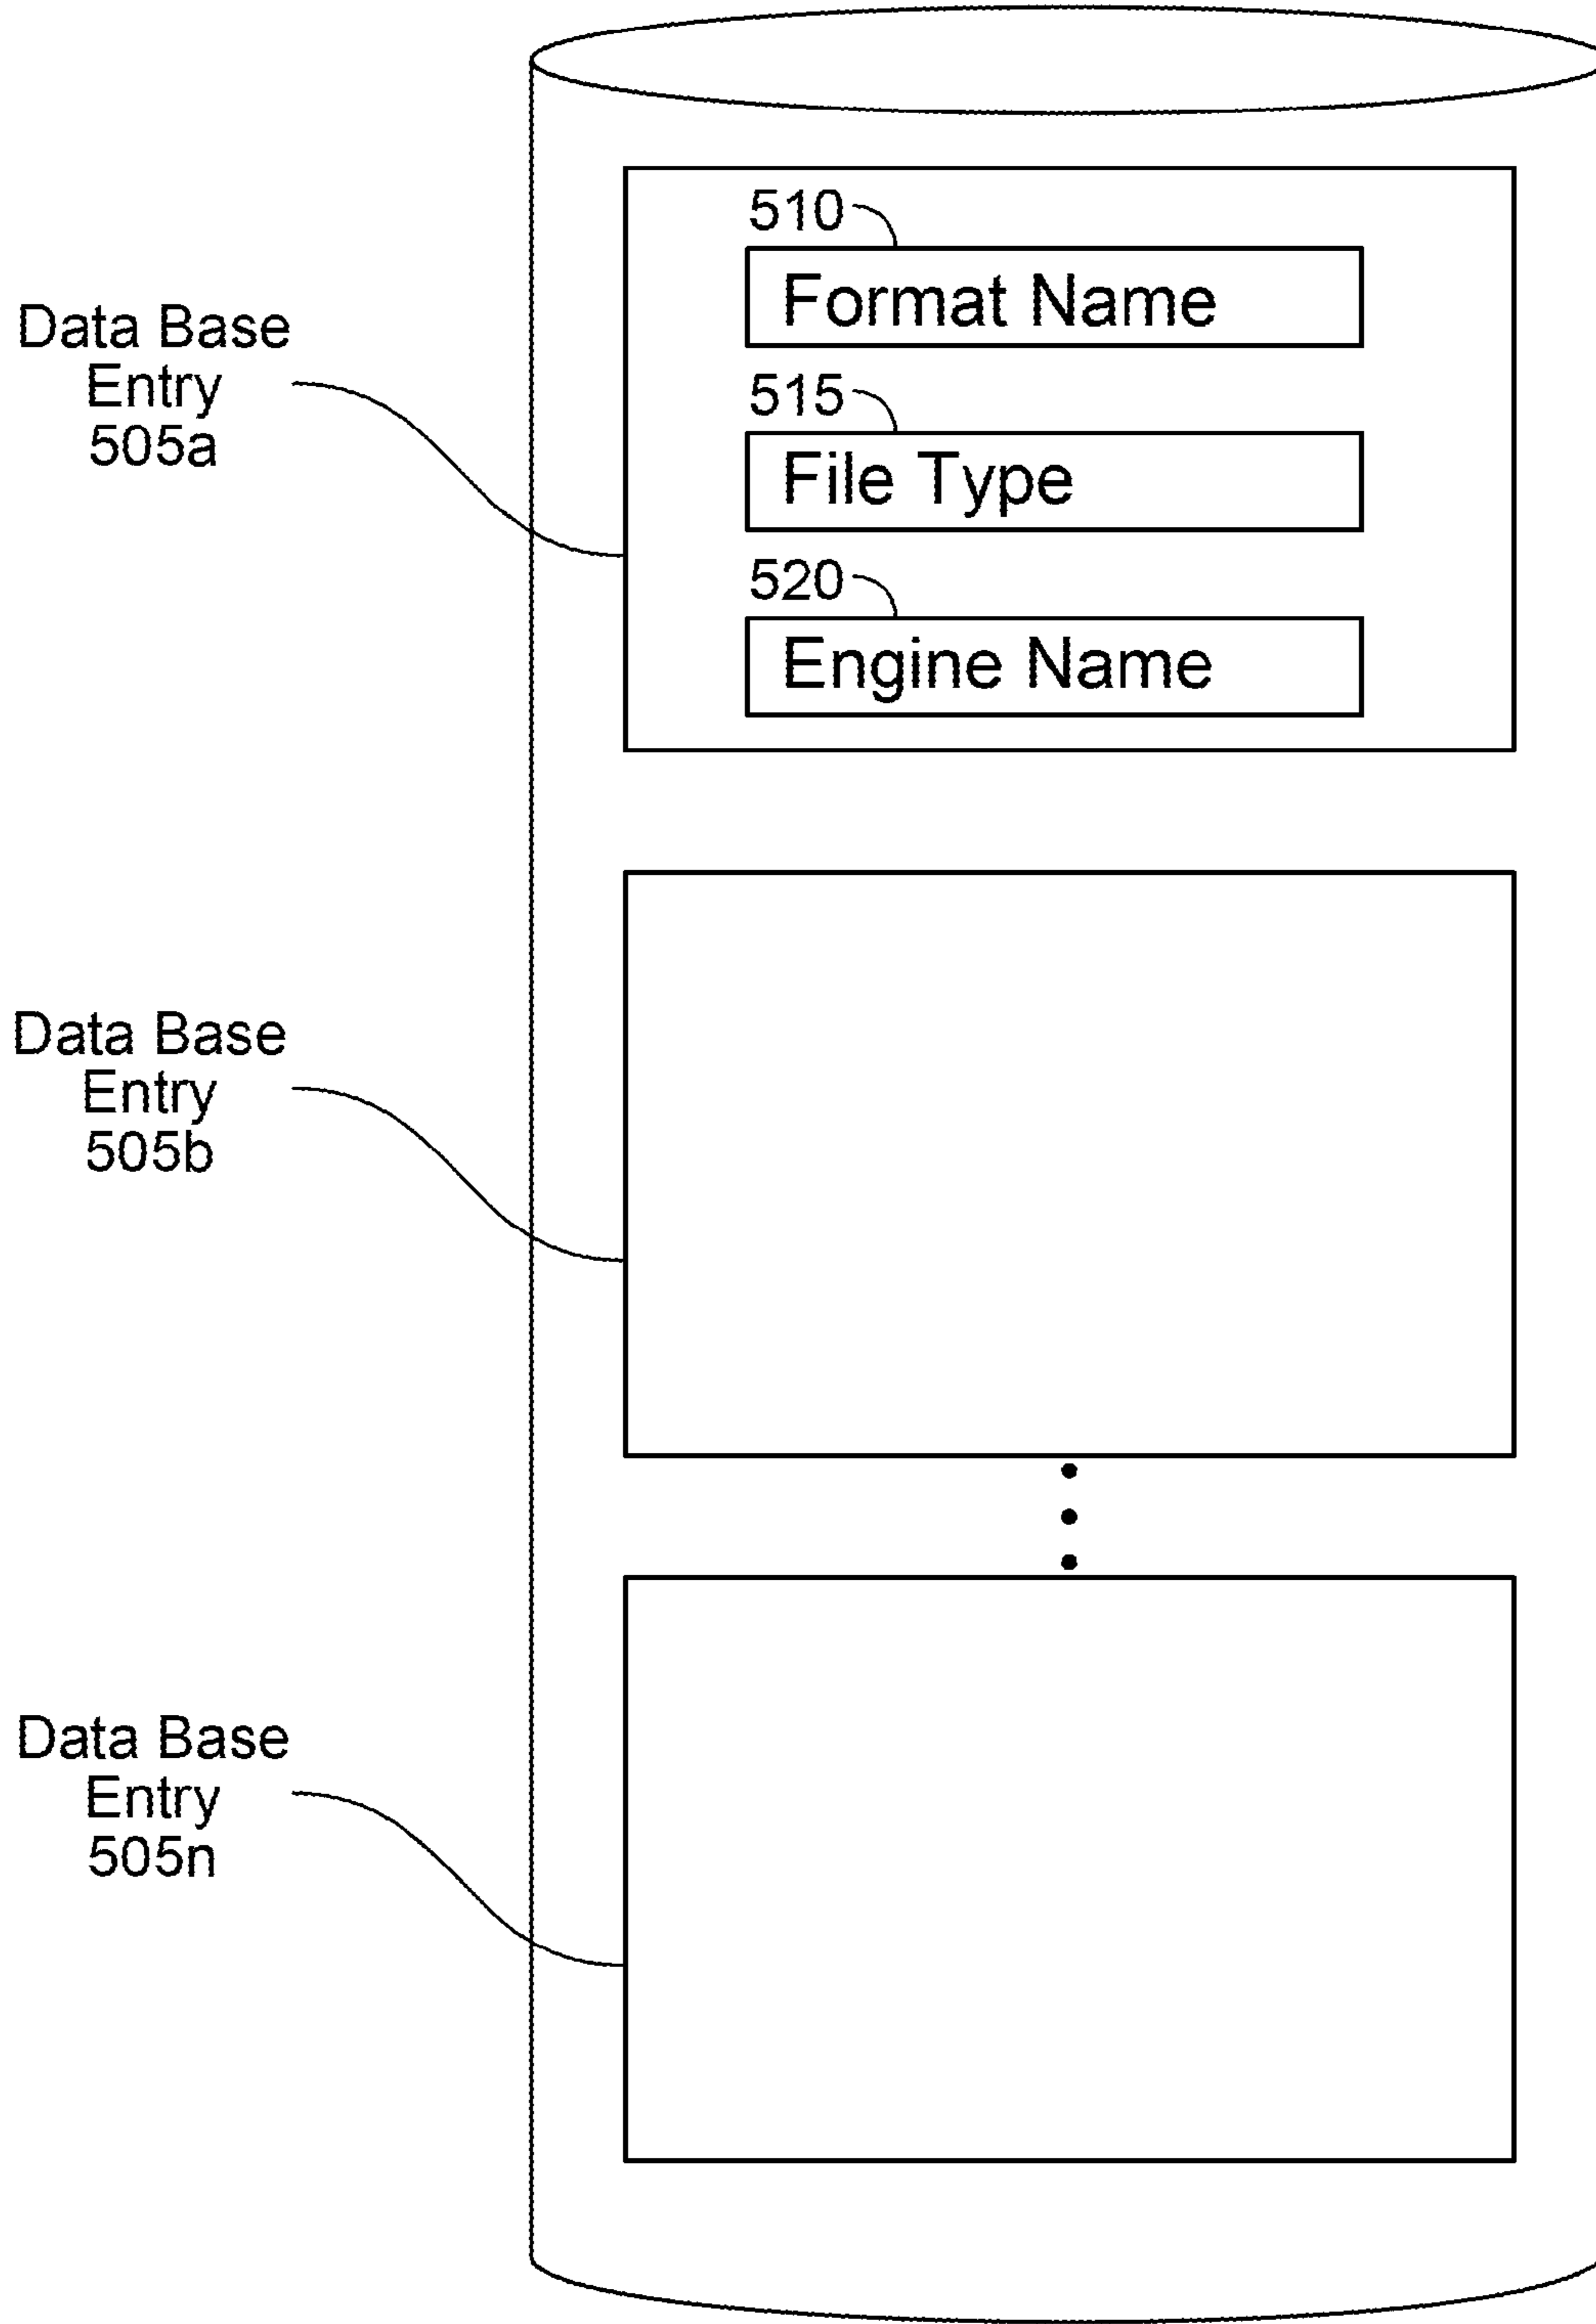 510
Format Name
Data Base
Entry
505a
515
File Type
520
Engine Name
Data Base
Entry
505b
Data Base
Entry
505n